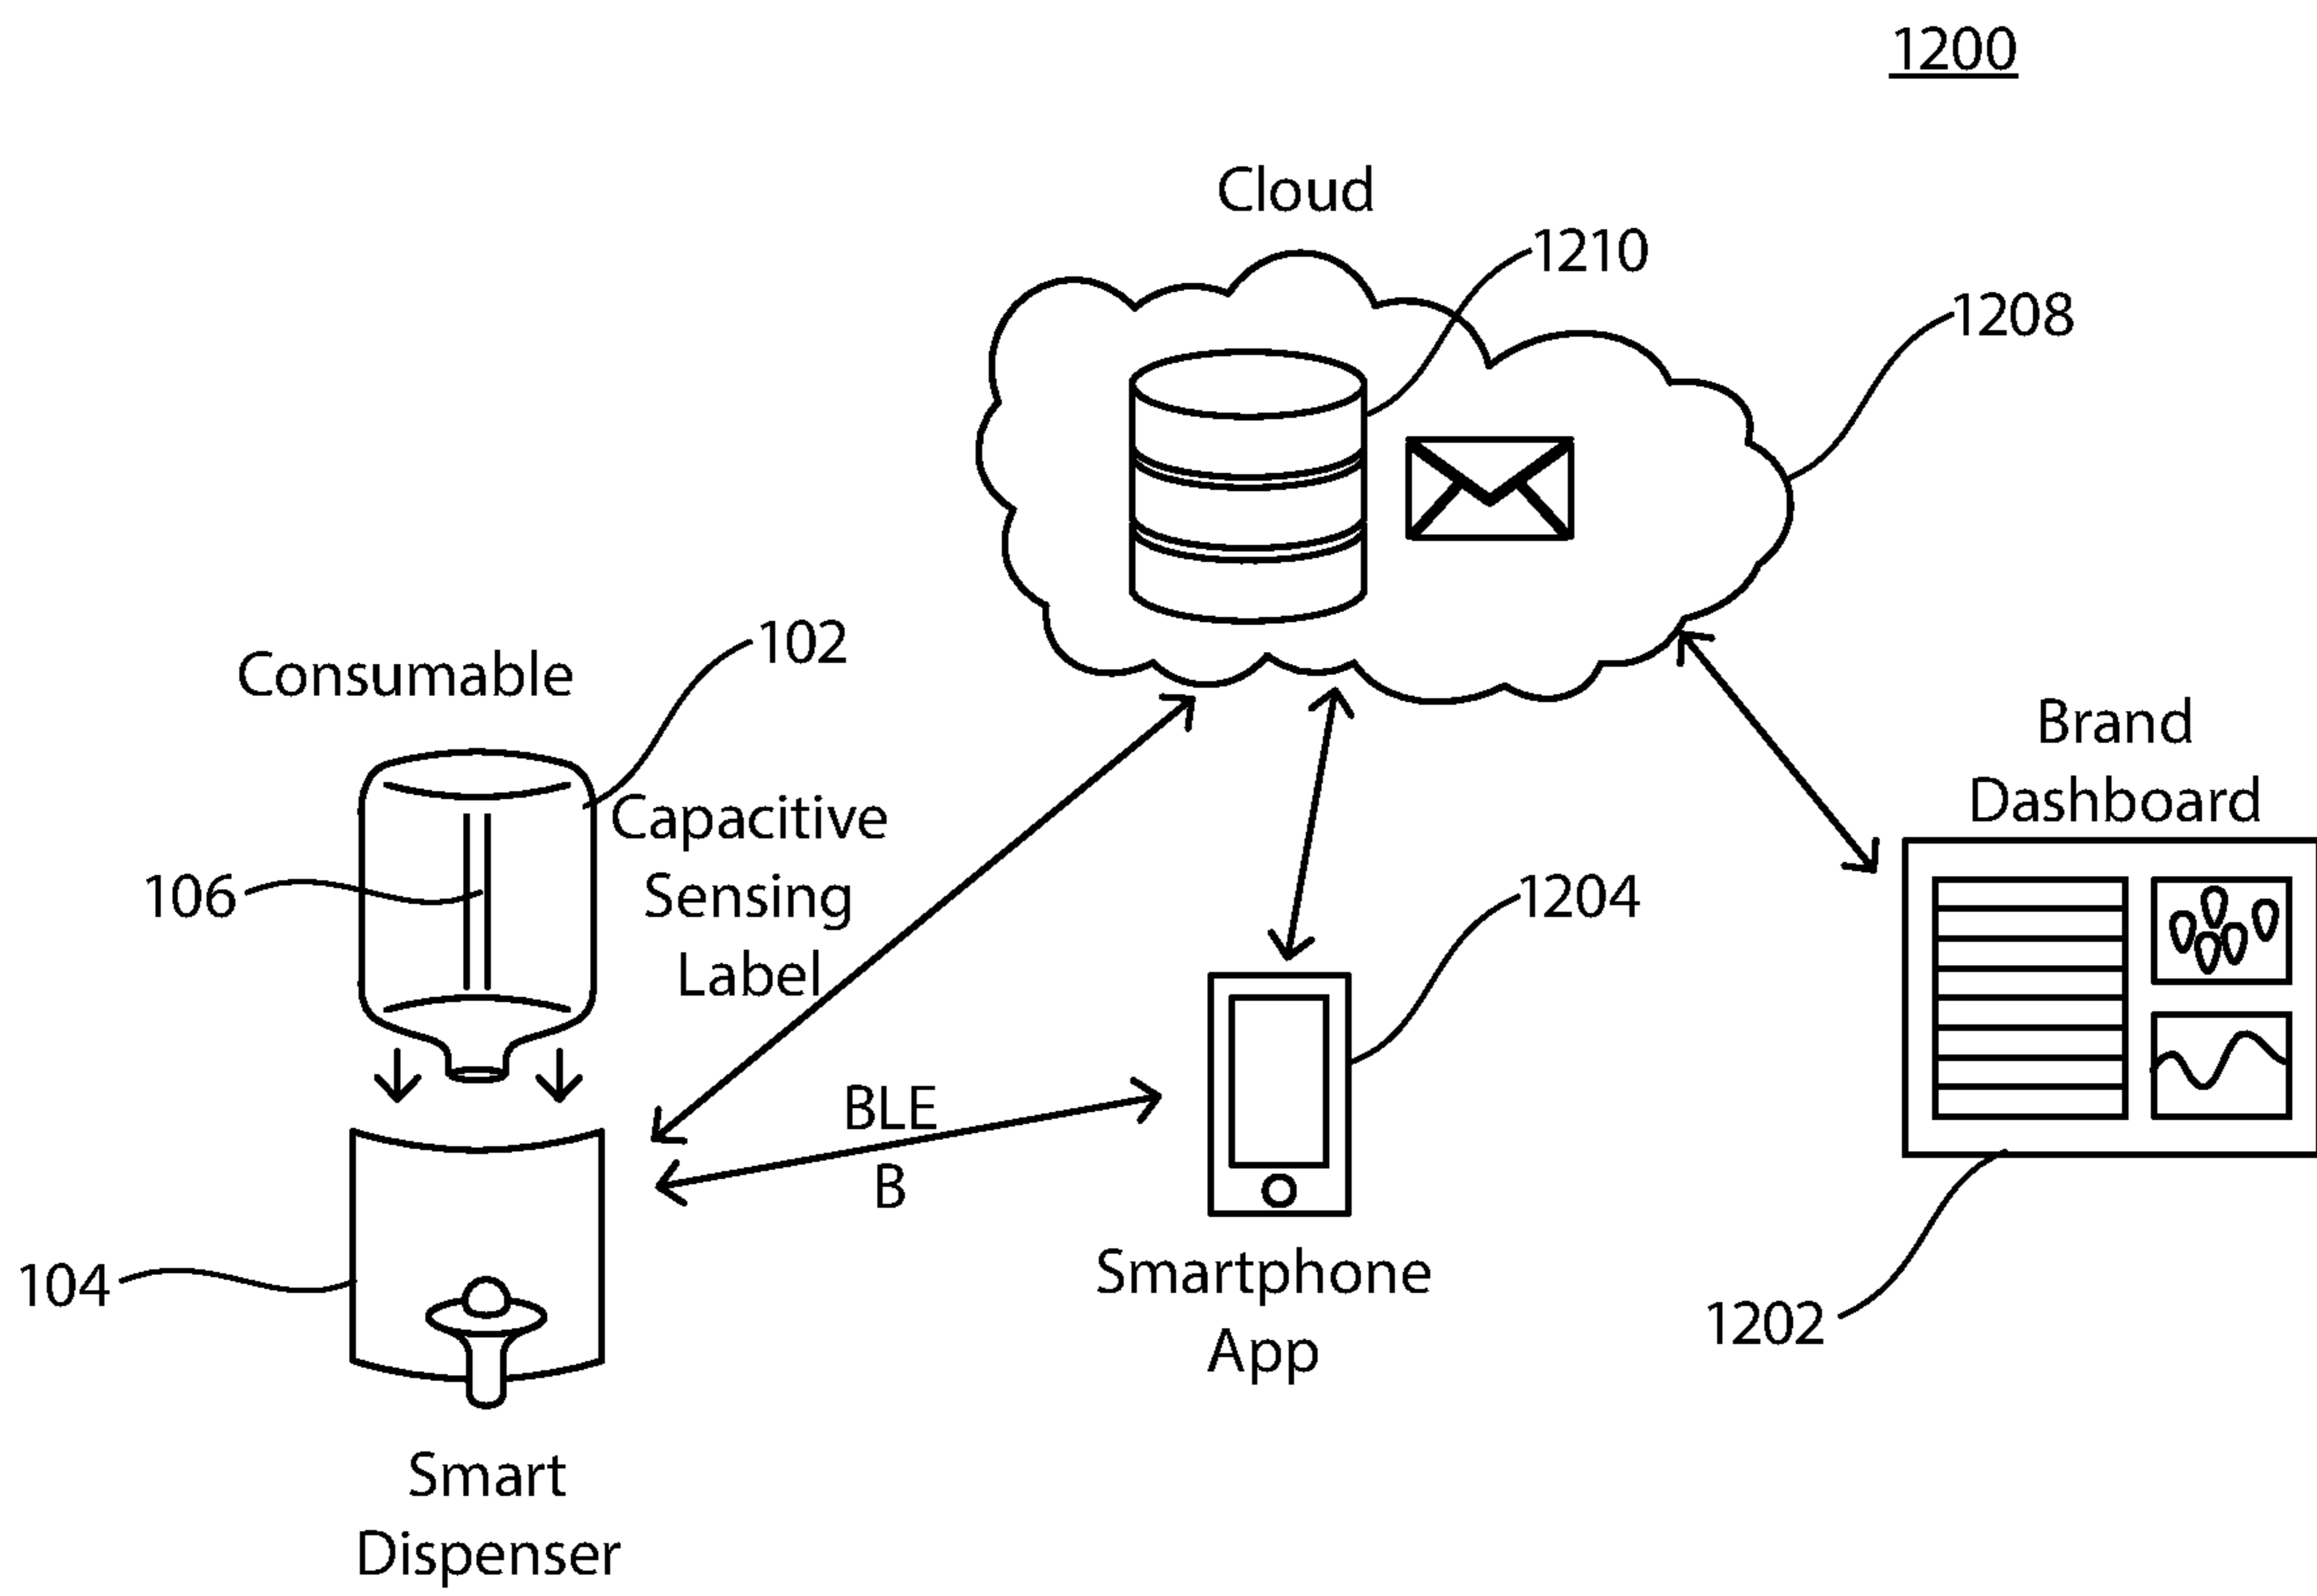 1200
Cloud
1210
1208
102
Consumable
Brand
Dashboard
Capacitive
Sensing
Label
106
1204
BLE
B
104
Smartphone
App
1202
Smart
Dispenser